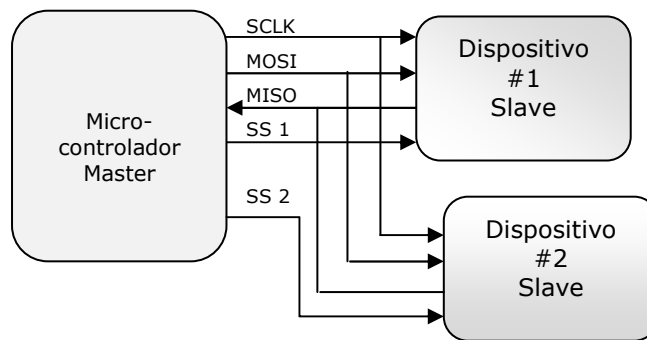 SCLK
MOSI
MISO
SS 1
SS 2
Micro-
controlador
Master
Dispositivo
#1
Slave
Dispositivo
#2
Slave